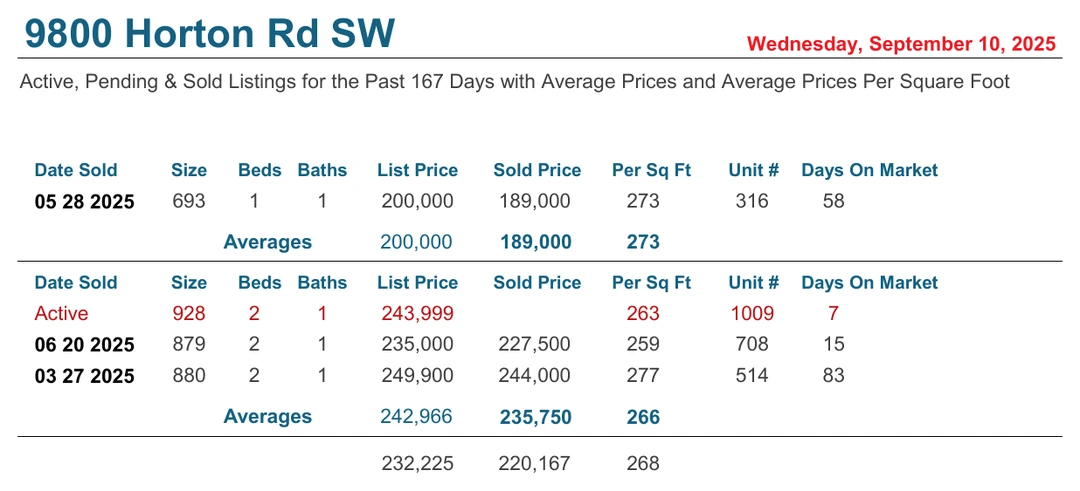 9800 Horton Rd SW
Wednesday, September 10, 2025
Active, Pending & Sold Listings for the Past 167 Days with Average Prices and Average Prices Per Square Foot
Date Sold Size Beds Baths List Price Sold Price Per Sq Ft Unit # Days On Market
05 28 2025 693 1 1 200,000 189,000 273 316 58
Averages 200,000 189,000 273
Date Sold Size Beds Baths List Price Sold Price Per Sq Ft Unit # Days On Market
Active 928 2 1 243,999 263 1009 7
06 20 2025 879 2 1 235,000 227,500 259 708 15
03 27 2025 880 2 1 249,900 244,000 277 514 83
Averages 242,966 235,750 266
232,225 220,167 268